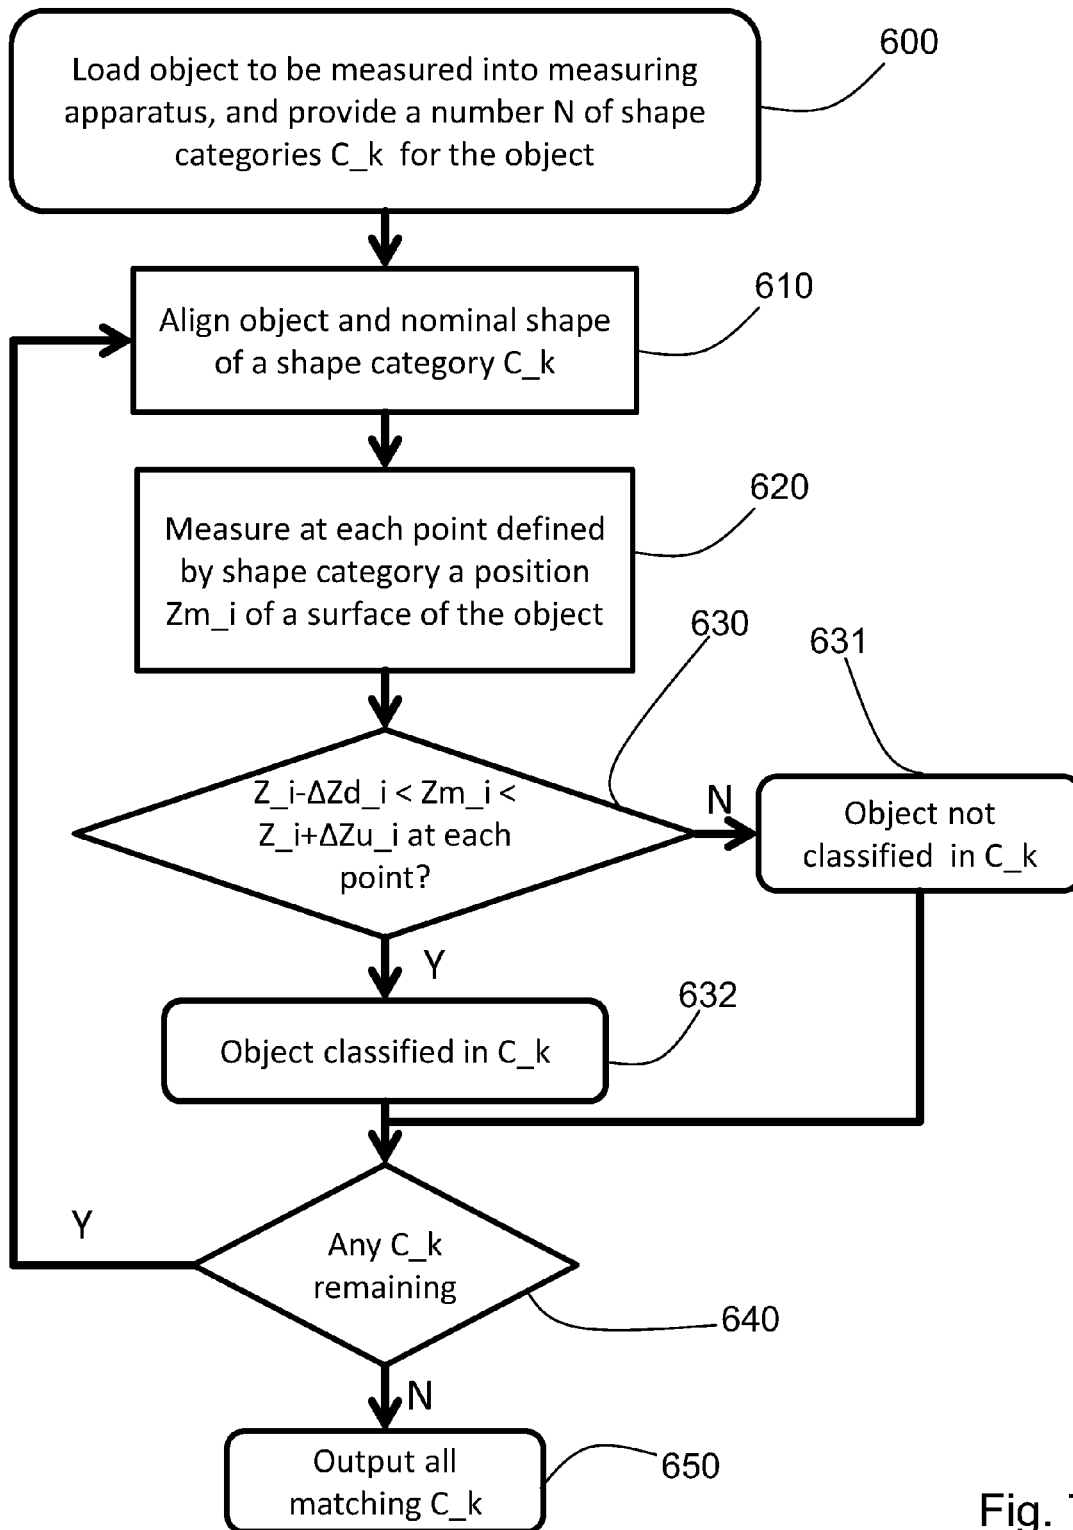 Load object to be measured into measuring
apparatus, and provide a number N of shape
categories C_k for the object
600
Align object and nominal shape
of a shape category C_k
610
Measure at each point defined
by shape category a position
Zm_i of a surface of the object
620
630
631
Z_i-ΔZd_i < Zm_i <
Z_i+ΔZu_i at each
point?
N
Object not
classified in C_k
Y
632
Object classified in C_k
Y
Any C_k
remaining
640
N
Output all
matching C_k
650
Fig.